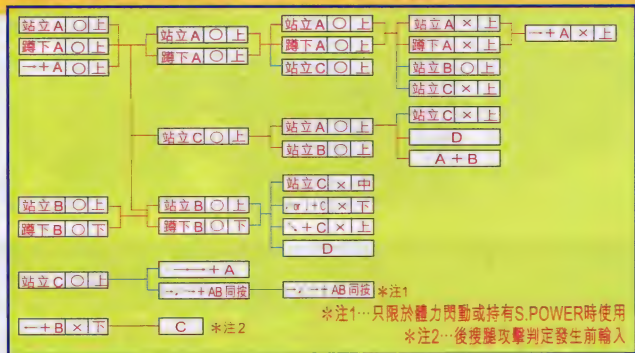 站立A ○ 上
蹲下A ○ 上
→+A ○ 上
站立A ○ 上
蹲下A ○ 上
站立A ○ 上
蹲下A ○ 上
站立C ○ 上
站立A × 上
蹲下A × 上
站立B ○ 上
站立C × 上
→+A × 上
站立C ○ 上
站立A ○ 上
站立B ○ 上
站立C × 上
D
A+B
站立B ○ 上
蹲下B ○ 下
站立B ○ 上
蹲下B ○ 下
站立C × 中
+C × 下
↘+C × 上
D
站立C ○ 上
→→+A
→.→+AB同按
→.→+AB同按 *注1
←+B × 下
C *注2
*注1…只限於體力閃動或持有S.POWER時使用
*注2…後搜腿攻擊判定發生前輸入